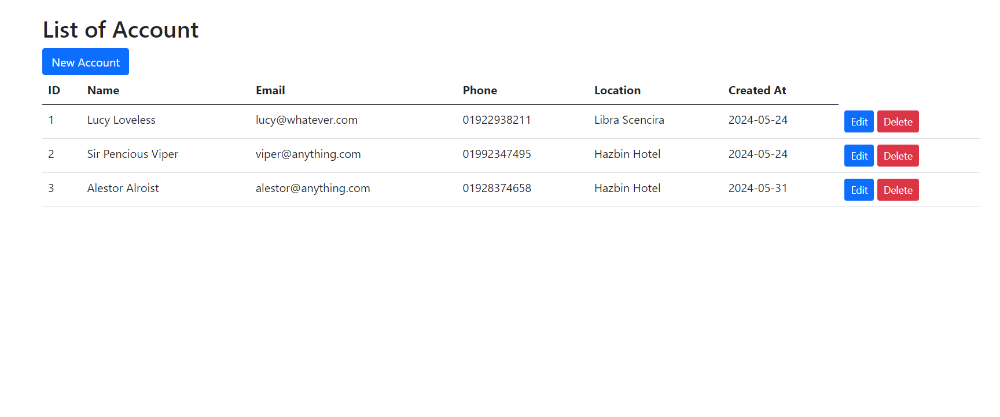 List of Account
New Account
ID Name Email Phone Location Created At
1 Lucy Loveless lucy@whatever.com 01922938211 Libra Scencira 2024-05-24 Edit Delete
2 Sir Pencious Viper viper@anything.com 01992347495 Hazbin Hotel 2024-05-24 Edit Delete
3 Alestor Alroist alestor@anything.com 01928374658 Hazbin Hotel 2024-05-31 Edit Delete